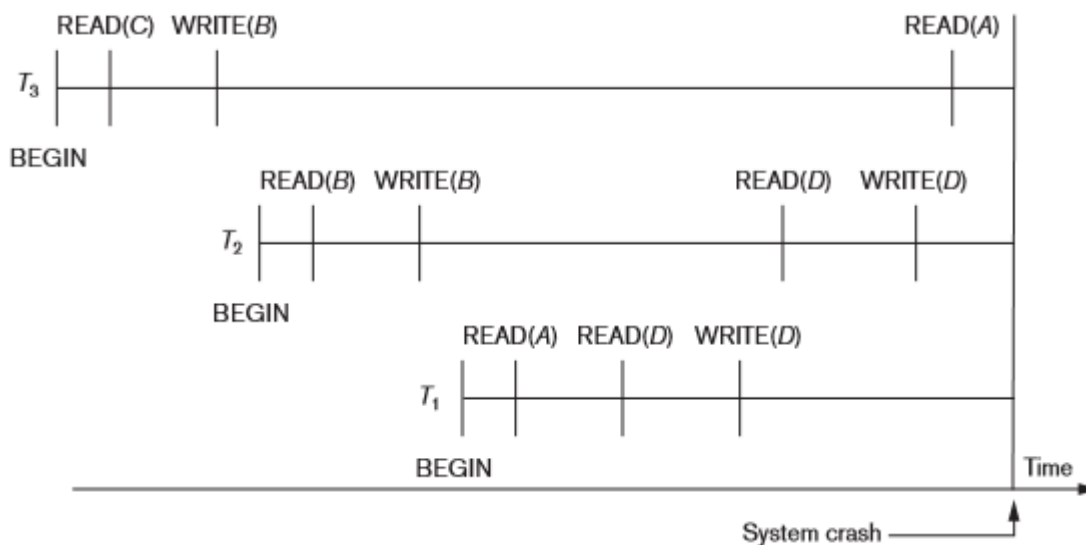 READ(C) WRITE(B) READ(A)
T3
BEGIN
READ(B) WRITE(B) READ(D) WRITE(D)
T2
BEGIN
READ(A) READ(D) WRITE(D)
T1
BEGIN
Time
System crash